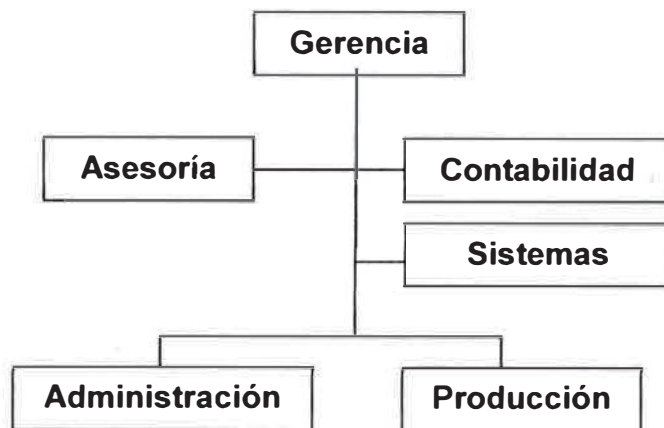 Gerencia
Asesoría
Contabilidad
Sistemas
Administración
Producción